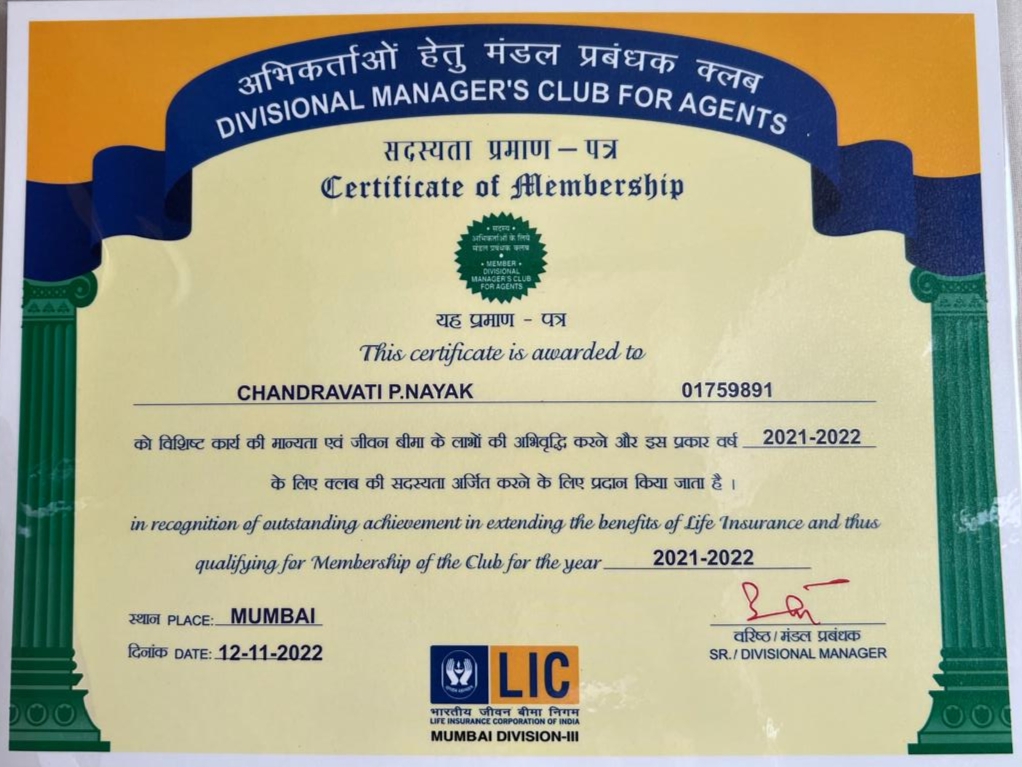 अभिकर्ताओं हेतु मंडल प्रबंधक क्लब
DIVISIONAL MANAGER'S CLUB FOR AGENTS
सदस्यता प्रमाण – पत्र
Certificate of Membership
• सदस्य •
अभिकर्ताओं के लिये
मंडल प्रबंधक क्लब
• MEMBER •
DIVISIONAL
MANAGER'S CLUB
FOR AGENTS
यह प्रमाण - पत्र
This certificate is awarded to
CHANDRAVATI P.NAYAK 01759891
को विशिष्ट कार्य की मान्यता एवं जीवन बीमा के लाभों की अभिवृद्धि करने और इस प्रकार वर्ष 2021-2022
के लिए क्लब की सदस्यता अर्जित करने के लिए प्रदान किया जाता है ।
in recognition of outstanding achievement in extending the benefits of Life Insurance and thus
qualifying for Membership of the Club for the year 2021-2022
स्थान PLACE: MUMBAI
दिनांक DATE: 12-11-2022
वरिष्ठ / मंडल प्रबंधक
SR. / DIVISIONAL MANAGER
LIC
भारतीय जीवन बीमा निगम
LIFE INSURANCE CORPORATION OF INDIA
MUMBAI DIVISION-III